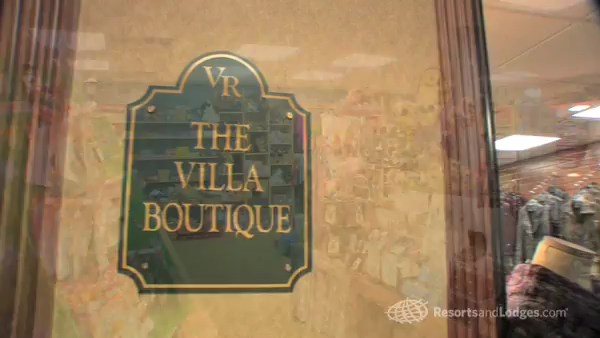 VR
THE
VILLA
BOUTIQUE
ResortsandLodges.com